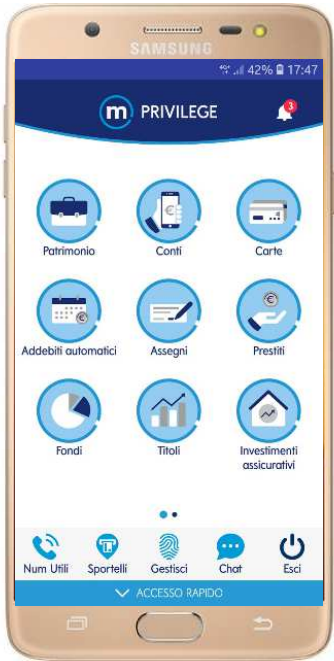 SAMSUNG
4G+ 42% 17:47
m PRIVILEGE
3
Patrimonio
Conti
Carte
Addebiti automatici
Assegni
Prestiti
Fondi
Titoli
Investimenti
assicurativi
Num Utili
Sportelli
Gestisci
Chat
Esci
ACCESSO RAPIDO